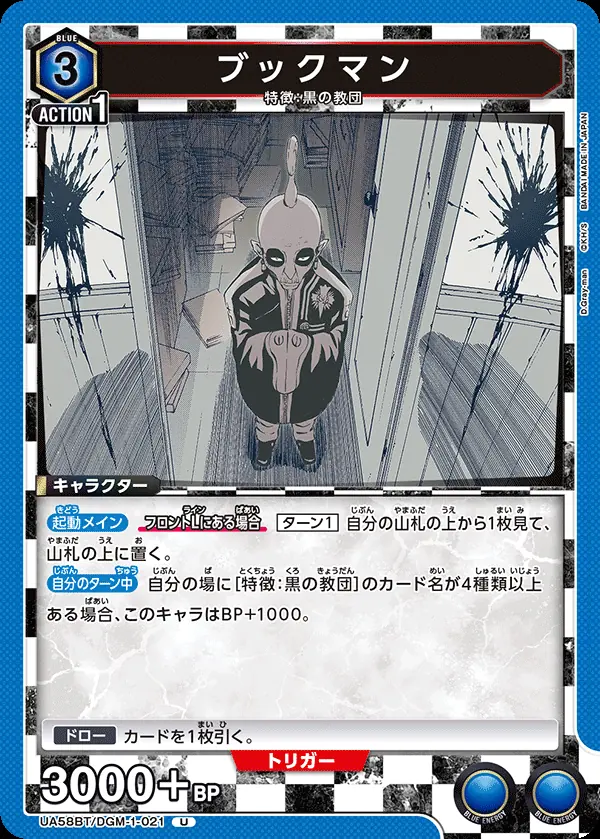 BLUE
3
ブックマン
特徴:黒の教団
ACTION 1
D.Gray-man ©KH/S BANDAI MADE IN JAPAN
キャラクター
起動メイン フロントLにある場合 ターン1 自分の山札の上から1枚見て、
山札の上に置く。
自分のターン中 自分の場に[特徴:黒の教団]のカード名が4種類以上
ある場合、このキャラはBP+1000。
ドロー カードを1枚引く。
トリガー
3000+BP
BLUE ENERGY BLUE ENERGY
UA58BT/DGM-1-021 U